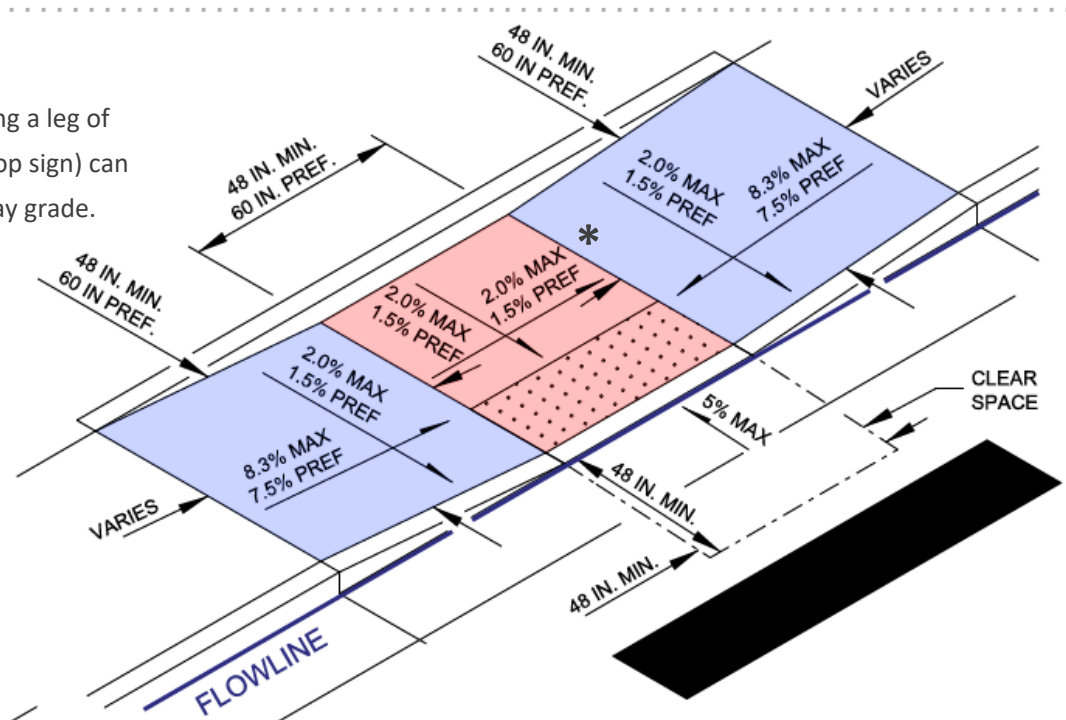 ng a leg of
op sign) can
ay grade.
48 IN. MIN.
60 IN PREF.
VARIES
48 IN. MIN.
60 IN. PREF.
2.0% MAX
1.5% PREF
8.3% MAX
7.5% PREF
*
48 IN. MIN.
60 IN PREF.
2.0% MAX
1.5% PREF
2.0% MAX
1.5% PREF
2.0% MAX
1.5% PREF
8.3% MAX
7.5% PREF
VARIES
5% MAX
CLEAR
SPACE
48 IN. MIN.
48 IN. MIN.
FLOWLINE